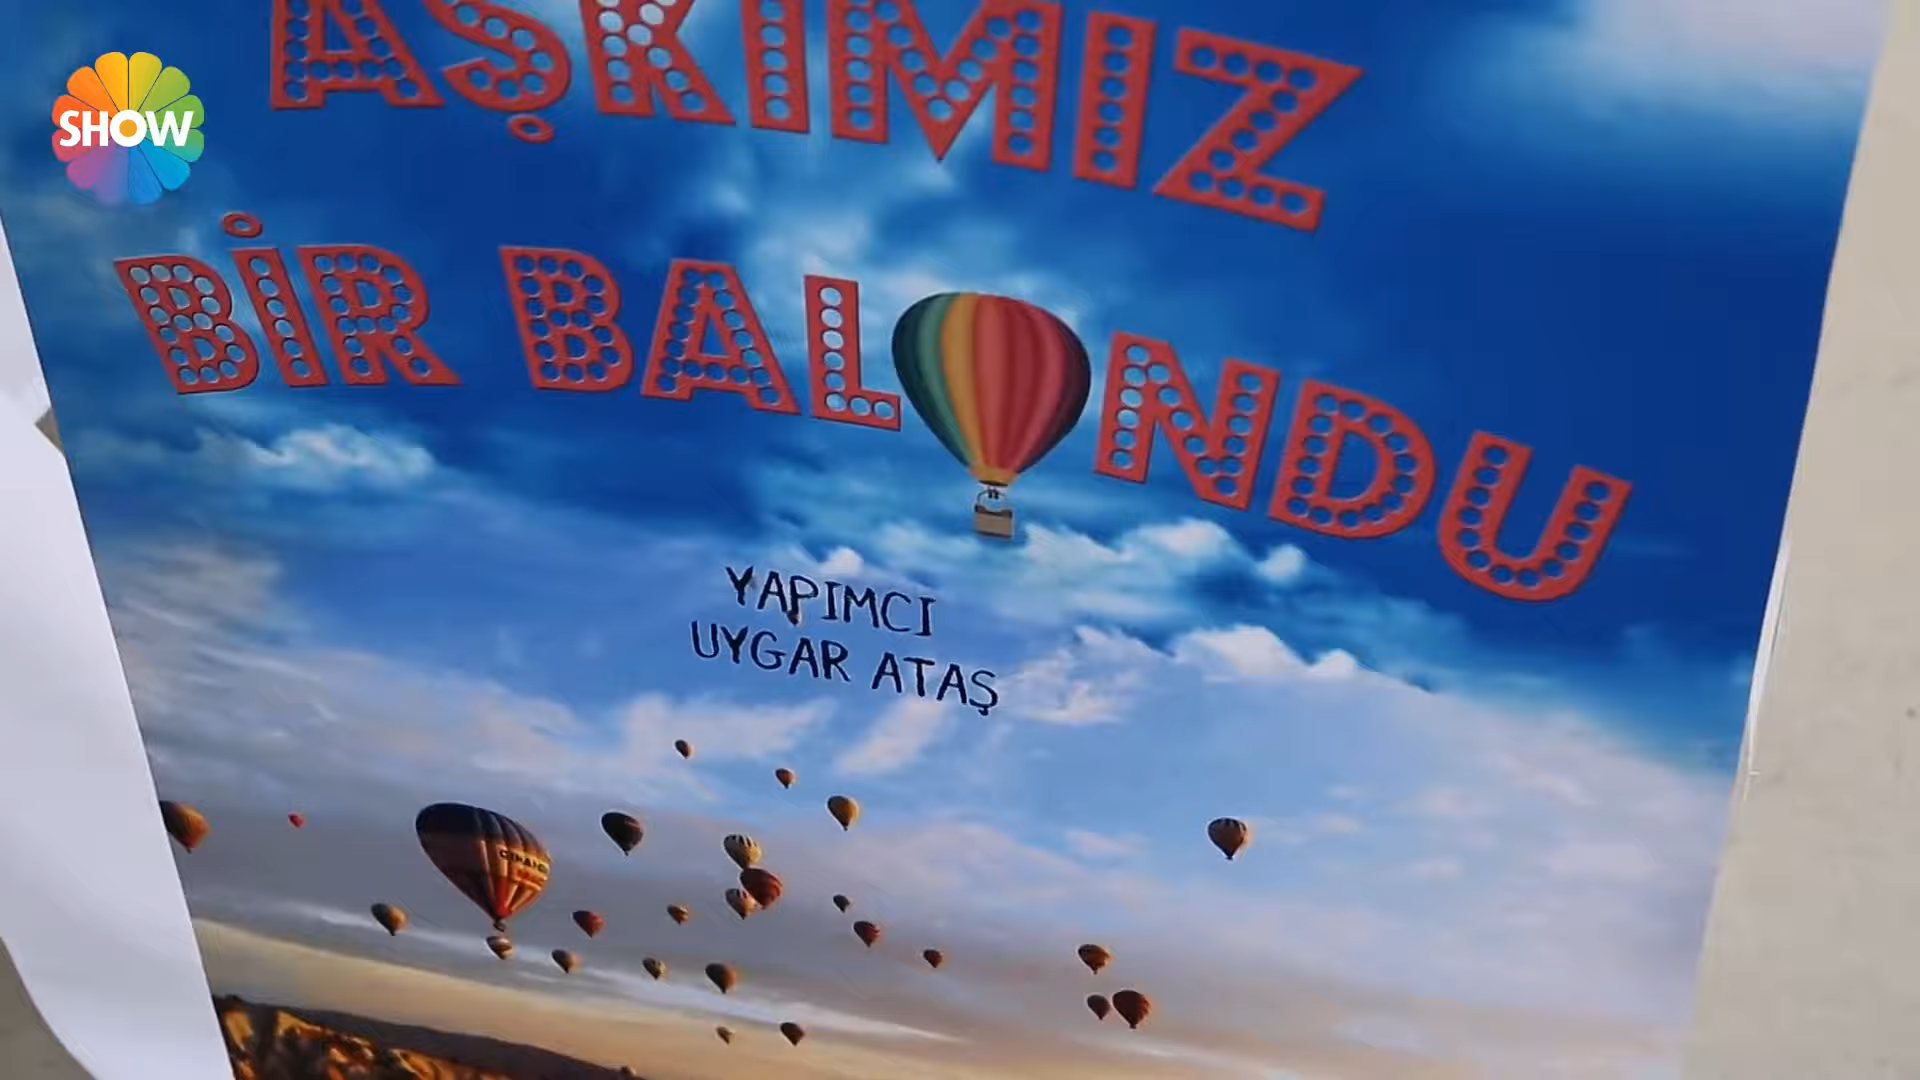 AŞKIMIZ
SHOW
BİR BALONDU
YAPIMCI
UYGAR ATAŞ